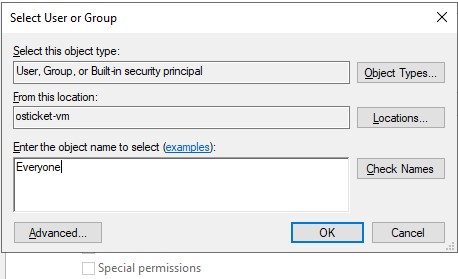 Select User or Group
Select this object type:
User, Group, or Built-in security principal
Object Types...
From this location:
osticket-vm
Locations...
Enter the object name to select (examples):
Everyone
Check Names
Advanced...
OK
Cancel
Special permissions